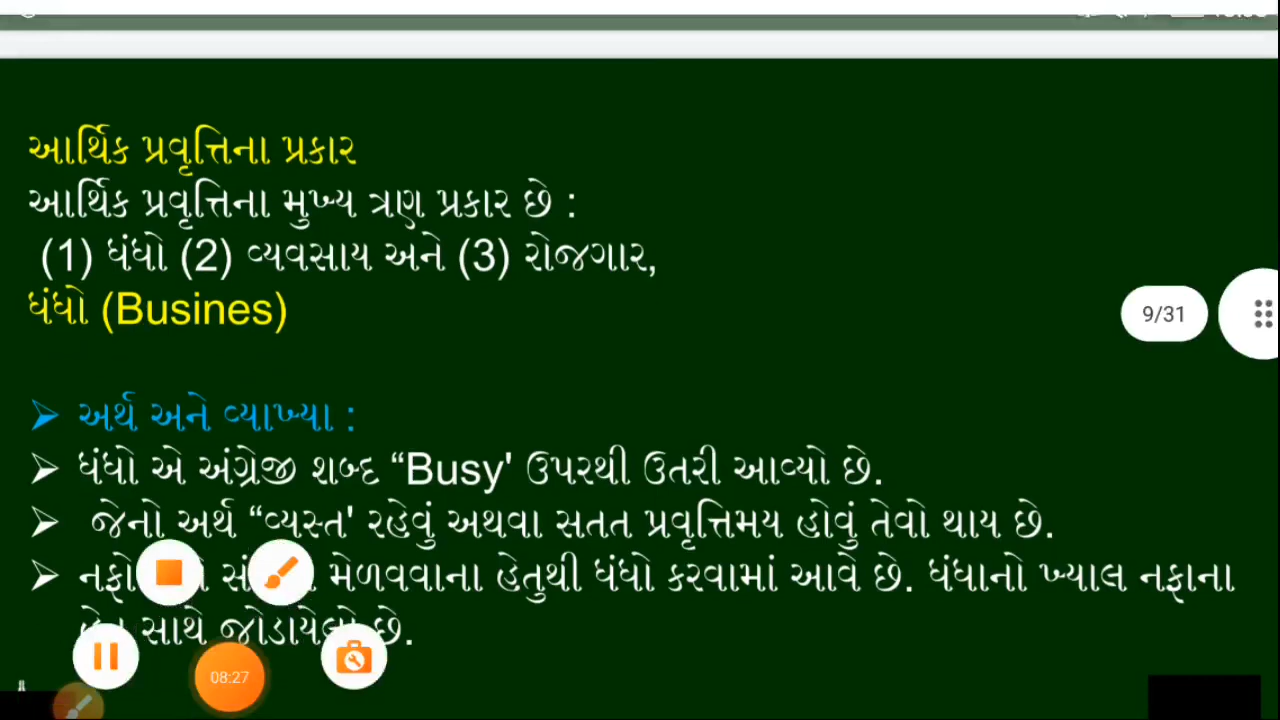 આર્થિક પ્રવૃત્તિના પ્રકાર
આર્થિક પ્રવૃત્તિના મુખ્ય ત્રણ પ્રકાર છે :
(1) ધંધો (2) વ્યવસાય અને (3) રોજગાર,
ધંધો (Busines)
9/31
➤ અર્થ અને વ્યાખ્યા :
➤ ધંધો એ અંગ્રેજી શબ્દ “Busy' ઉપરથી ઉતરી આવ્યો છે.
➤ જેનો અર્થ “વ્યસ્ત' રહેવું અથવા સતત પ્રવૃત્તિમય હોવું તેવો થાય છે.
➤ મેળવવાના હેતુથી ધંધો કરવામાં આવે છે. ધંધાનો ખ્યાલ નફાના
સાથે જોડાયેલો છે.
08:27